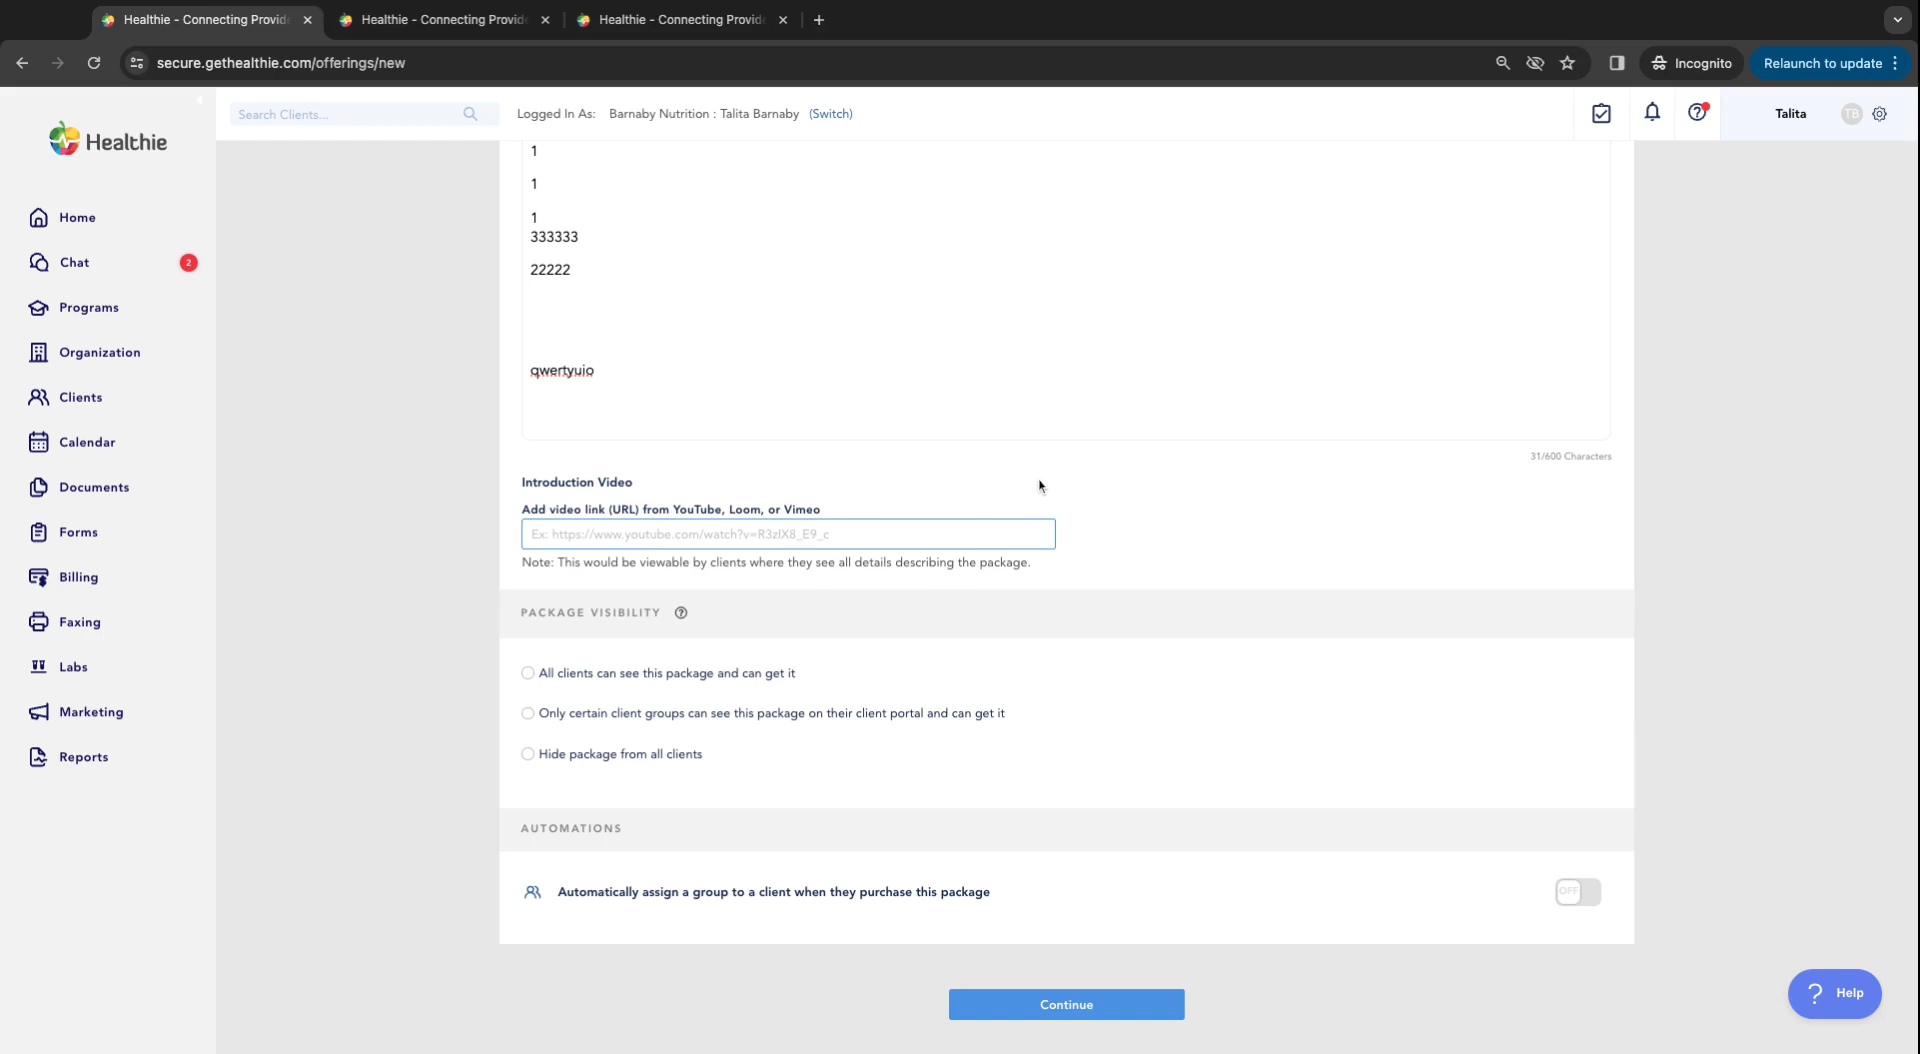 Healthie - Connecting Provid
Healthie - Connecting Provid
Healthie - Connecting Provid
secure.gethealthie.com/offerings/new
Incognito
Relaunch to update
Healthie
Search Clients...
Logged In As: Barnaby Nutrition : Talita Barnaby (Switch)
Talita
TB
Home
Chat
2
Programs
Organization
Clients
Calendar
Documents
Forms
Billing
Faxing
Labs
Marketing
Reports
1
1
1
333333
22222
qwertyuio
31/600 Characters
Introduction Video
Add video link (URL) from YouTube, Loom, or Vimeo
Ex: https://www.youtube.com/watch?v=R3zlX8_E9_c
Note: This would be viewable by clients where they see all details describing the package.
PACKAGE VISIBILITY
All clients can see this package and can get it
Only certain client groups can see this package on their client portal and can get it
Hide package from all clients
AUTOMATIONS
Automatically assign a group to a client when they purchase this package
OFF
Continue
? Help